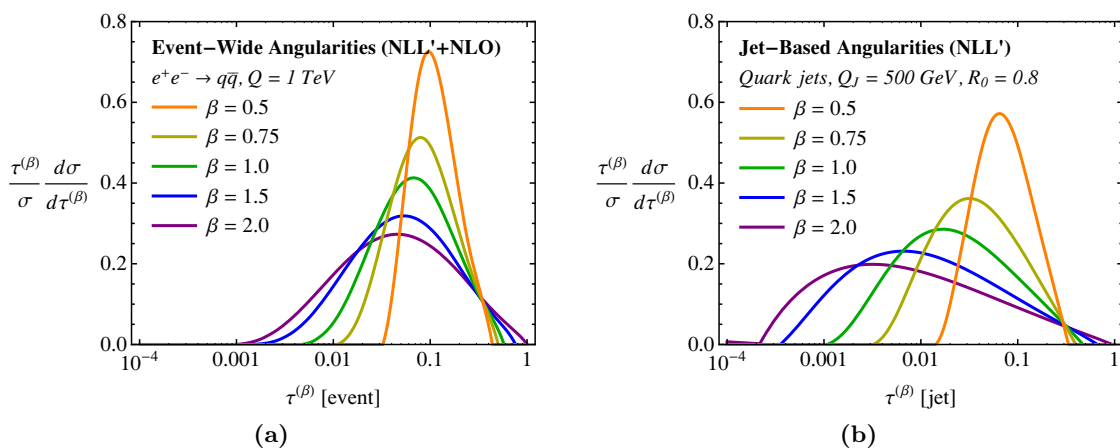 0.8
0.6
0.4
0.2
0.0
Event-Wide Angularities (NLL'+NLO)
e⁺e⁻ → qq̅, Q = 1 TeV
β = 0.5
β = 0.75
β = 1.0
β = 1.5
β = 2.0
τ^(β) dσ
σ dτ^(β)
10⁻⁴ 0.001 0.01 0.1 1
τ^(β) [event]
(a)
0.8
0.6
0.4
0.2
0.0
Jet-Based Angularities (NLL')
Quark jets, Q_J = 500 GeV, R_0 = 0.8
β = 0.5
β = 0.75
β = 1.0
β = 1.5
β = 2.0
τ^(β) dσ
σ dτ^(β)
10⁻⁴ 0.001 0.01 0.1 1
τ^(β) [jet]
(b)